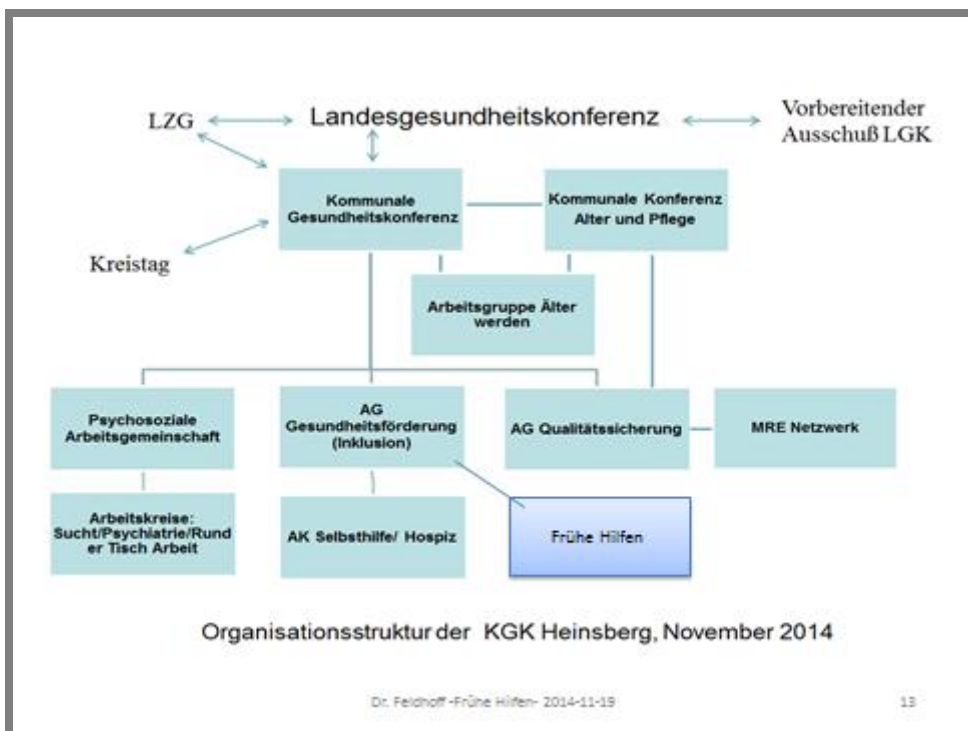 LZG
Landesgesundheitskonferenz
Vorbereitender
Ausschuß LGK
Kommunale
Gesundheitskonferenz
Kommunale Konferenz
Alter und Pflege
Kreistag
Arbeitsgruppe Älter
werden
Psychosoziale
Arbeitsgemeinschaft
AG
Gesundheitsförderung
(Inklusion)
AG Qualitätssicherung
MRE Netzwerk
Arbeitskreise:
Sucht/Psychiatrie/Rund
er Tisch Arbeit
AK Selbsthilfe/ Hospiz
Frühe Hilfen
Organisationsstruktur der KGK Heinsberg, November 2014
Dr. Feldhoff -Frühe Hilfen- 2014-11-19
13